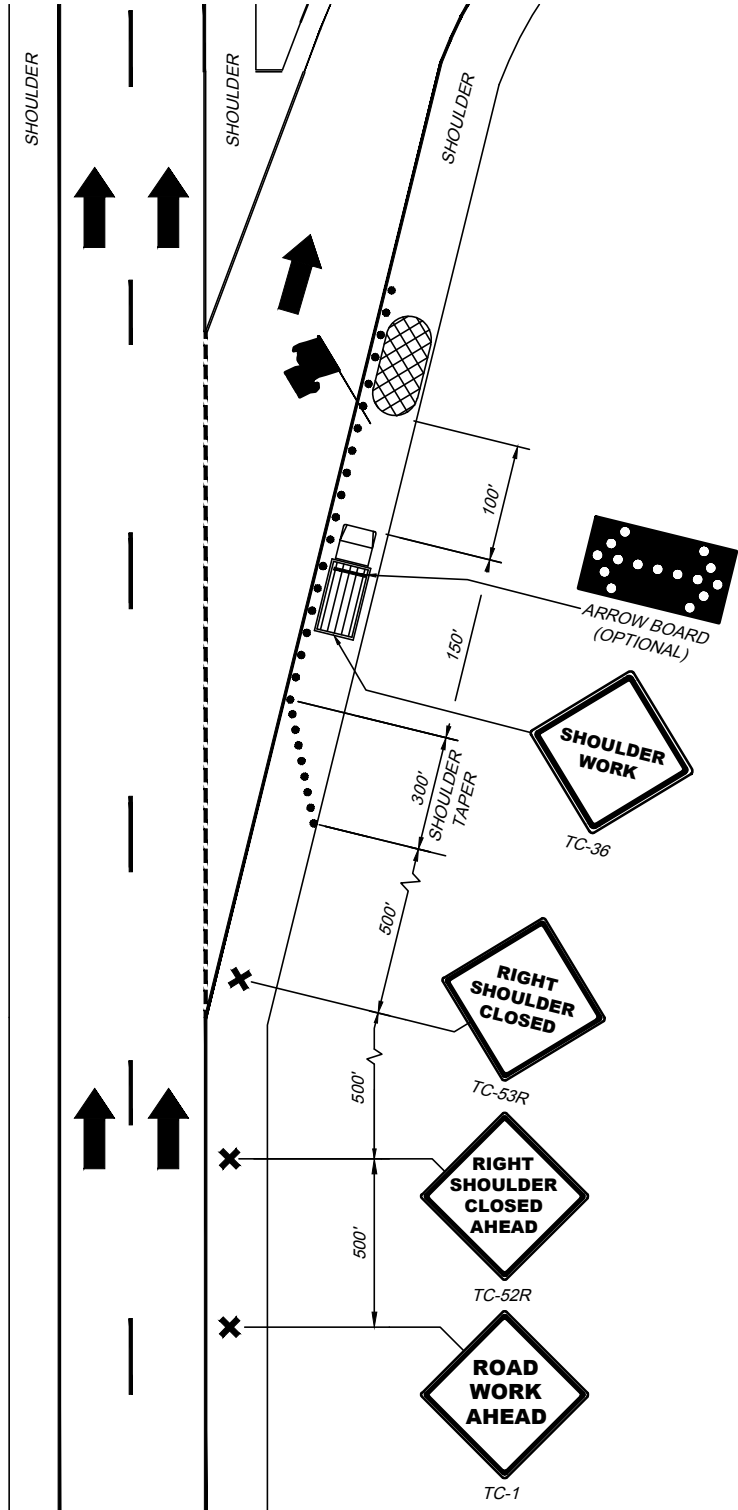 SHOULDER
SHOULDER
SHOULDER
100'
ARROW BOARD
(OPTIONAL)
150'
SHOULDER
WORK
TC-36
300'
SHOULDER
TAPER
500'
RIGHT
SHOULDER
CLOSED
TC-53R
500'
RIGHT
SHOULDER
CLOSED
AHEAD
TC-52R
500'
ROAD
WORK
AHEAD
TC-1